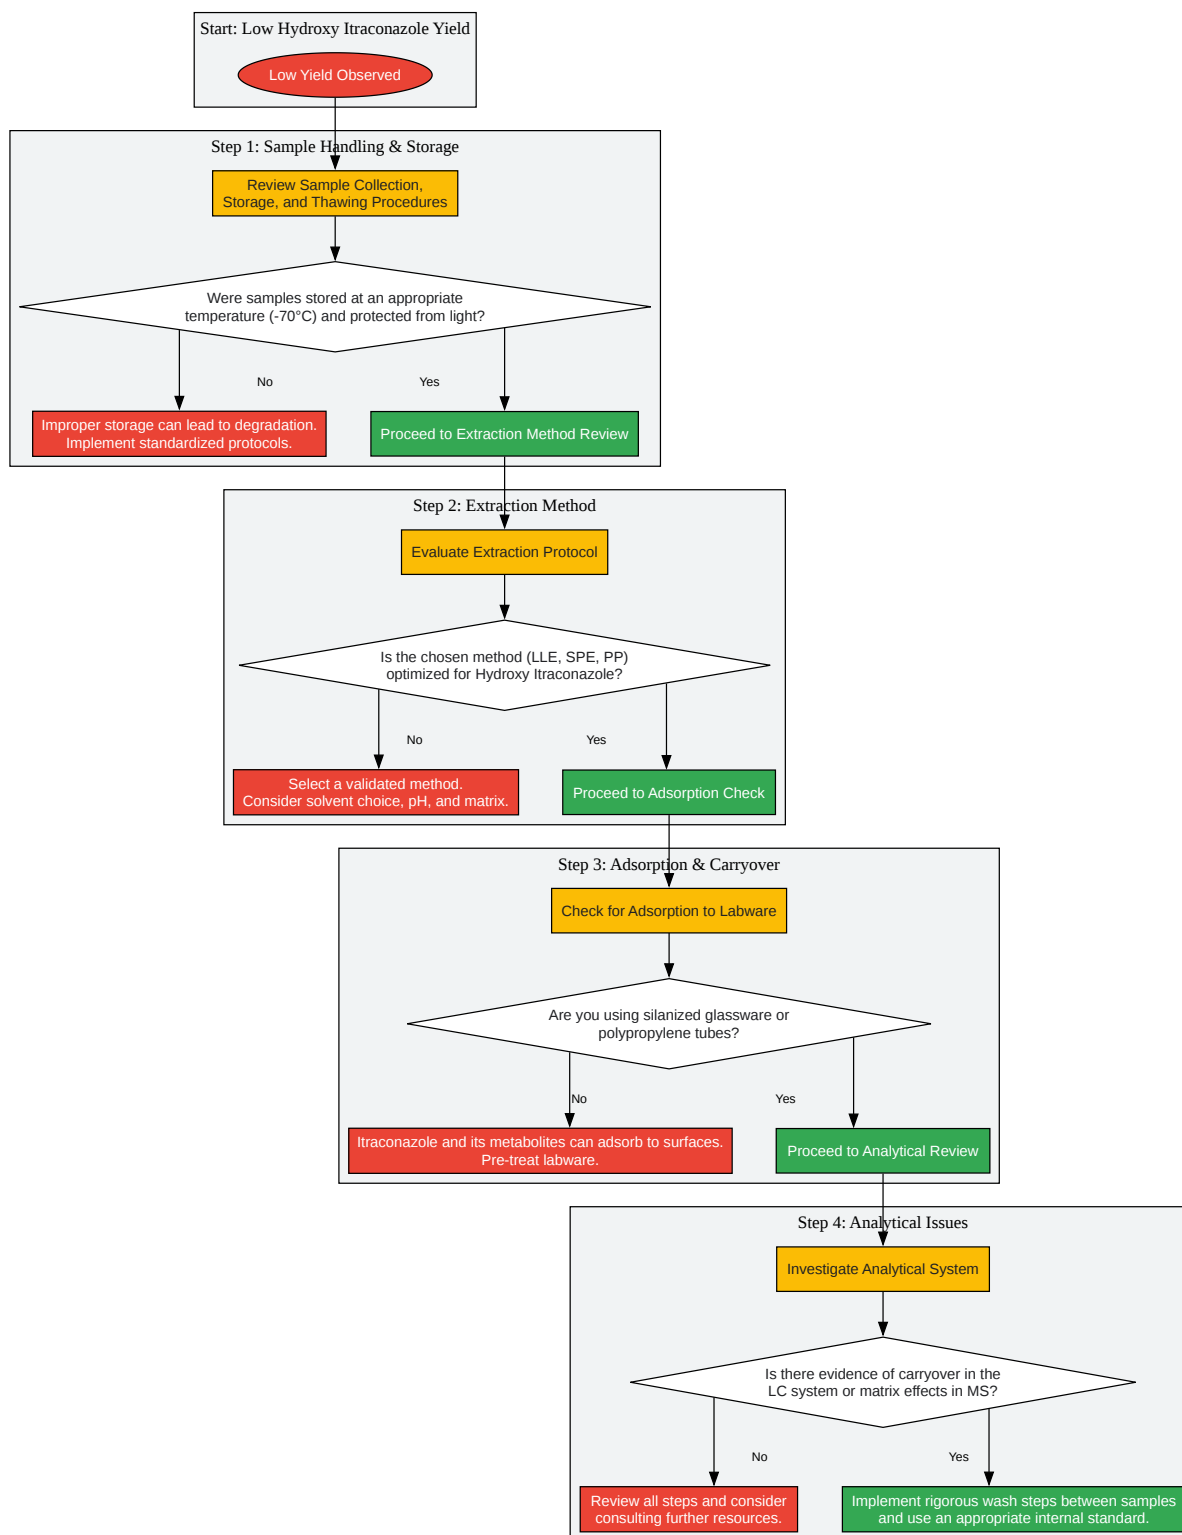 Start: Low Hydroxy Itraconazole Yield
Low Yield Observed
Step 1: Sample Handling & Storage
Review Sample Collection,
Storage, and Thawing Procedures
Were samples stored at an appropriate
temperature (-70°C) and protected from light?
No
Yes
Improper storage can lead to degradation.
Implement standardized protocols.
Proceed to Extraction Method Review
Step 2: Extraction Method
Evaluate Extraction Protocol
Is the chosen method (LLE, SPE, PP)
optimized for Hydroxy Itraconazole?
No
Yes
Select a validated method.
Consider solvent choice, pH, and matrix.
Proceed to Adsorption Check
Step 3: Adsorption & Carryover
Check for Adsorption to Labware
Are you using silanized glassware or
polypropylene tubes?
No
Yes
Itraconazole and its metabolites can adsorb to surfaces.
Pre-treat labware.
Proceed to Analytical Review
Step 4: Analytical Issues
Investigate Analytical System
Is there evidence of carryover in the
LC system or matrix effects in MS?
No
Yes
Review all steps and consider
consulting further resources.
Implement rigorous wash steps between samples
and use an appropriate internal standard.